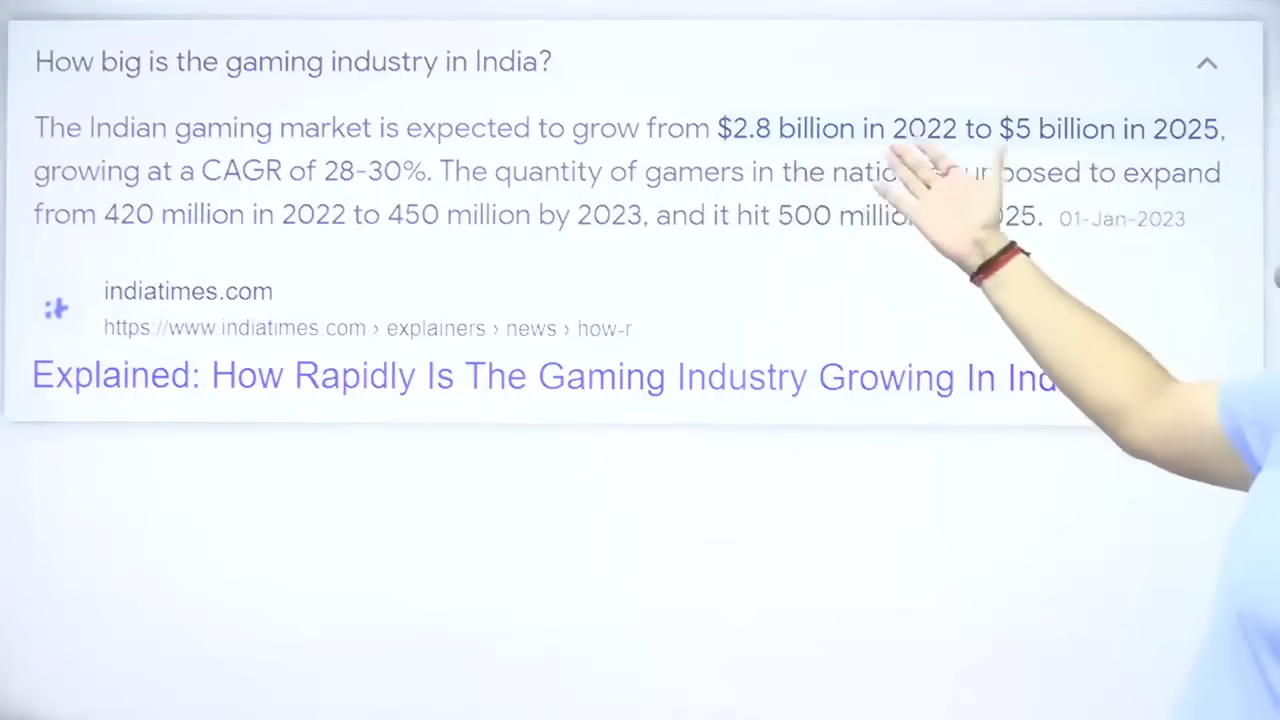 How big is the gaming industry in India?
The Indian gaming market is expected to grow from $2.8 billion in 2022 to $5 billion in 2025,
growing at a CAGR of 28-30%. The quantity of gamers in the to expand
from 420 million in 2022 to 450 million by 2023, and it hit 500 25. 01-Jan-2023
indiatimes.com
https://www.indiatimes.com › explainers › news › how-r
Explained: How Rapidly Is The Gaming Industry Growing In